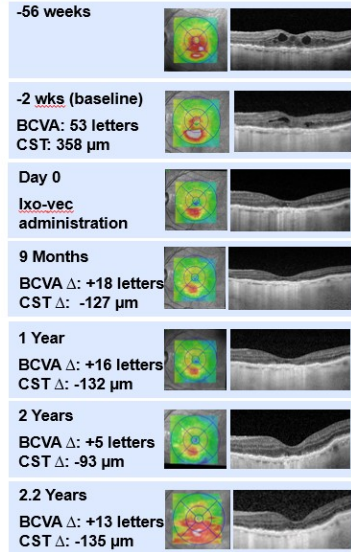 -56 weeks
-2 wks (baseline)
BCVA: 53 letters
CST: 358 µm
Day 0
Ixo-vec
administration
9 Months
BCVA Δ: +18 letters
CST Δ: -127 µm
1 Year
BCVA Δ: +16 letters
CST Δ: -132 µm
2 Years
BCVA Δ: +5 letters
CST Δ: -93 µm
2.2 Years
BCVA Δ: +13 letters
CST Δ: -135 µm